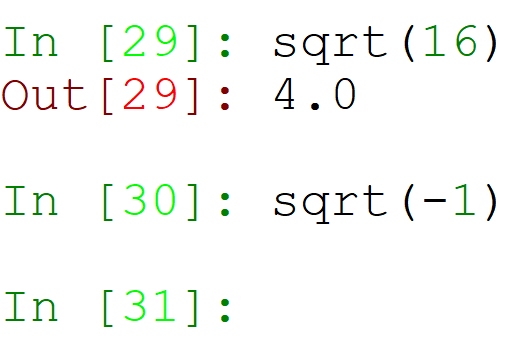 In [29]: sqrt(16)
Out[29]: 4.0
In [30]: sqrt(-1)
In [31]: